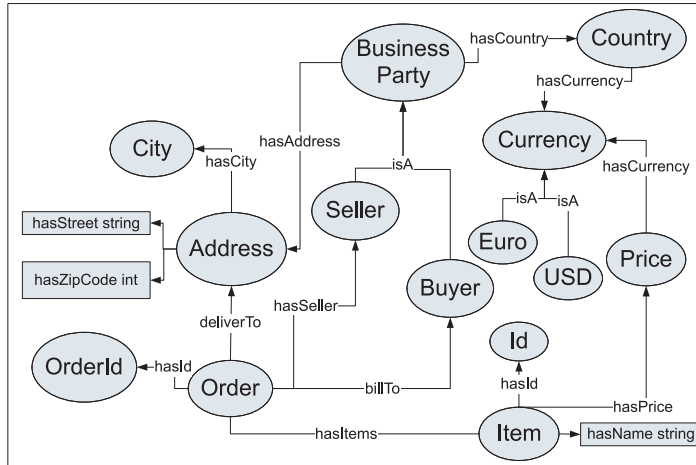 Business
Party
hasCountry
Country
hasCurrency
City
hasCity
hasAddress
Currency
isA
hasCurrency
Seller
isA
isA
hasStreet string
Address
Euro
USD
Price
hasZipCode int
Buyer
hasSeller
deliverTo
Id
OrderId
hasId
Order
billTo
hasId
hasPrice
hasItems
Item
hasName string